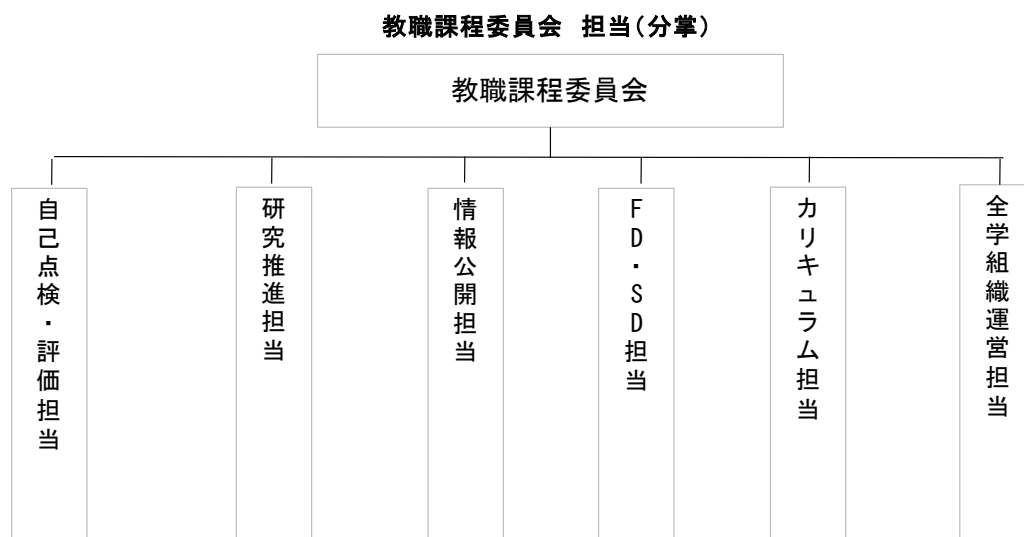 教職課程委員会　担当（分掌）
教職課程委員会
自己点検・評価担当
研究推進担当
情報公開担当
ＦＤ・ＳＤ担当
カリキュラム担当
全学組織運営担当